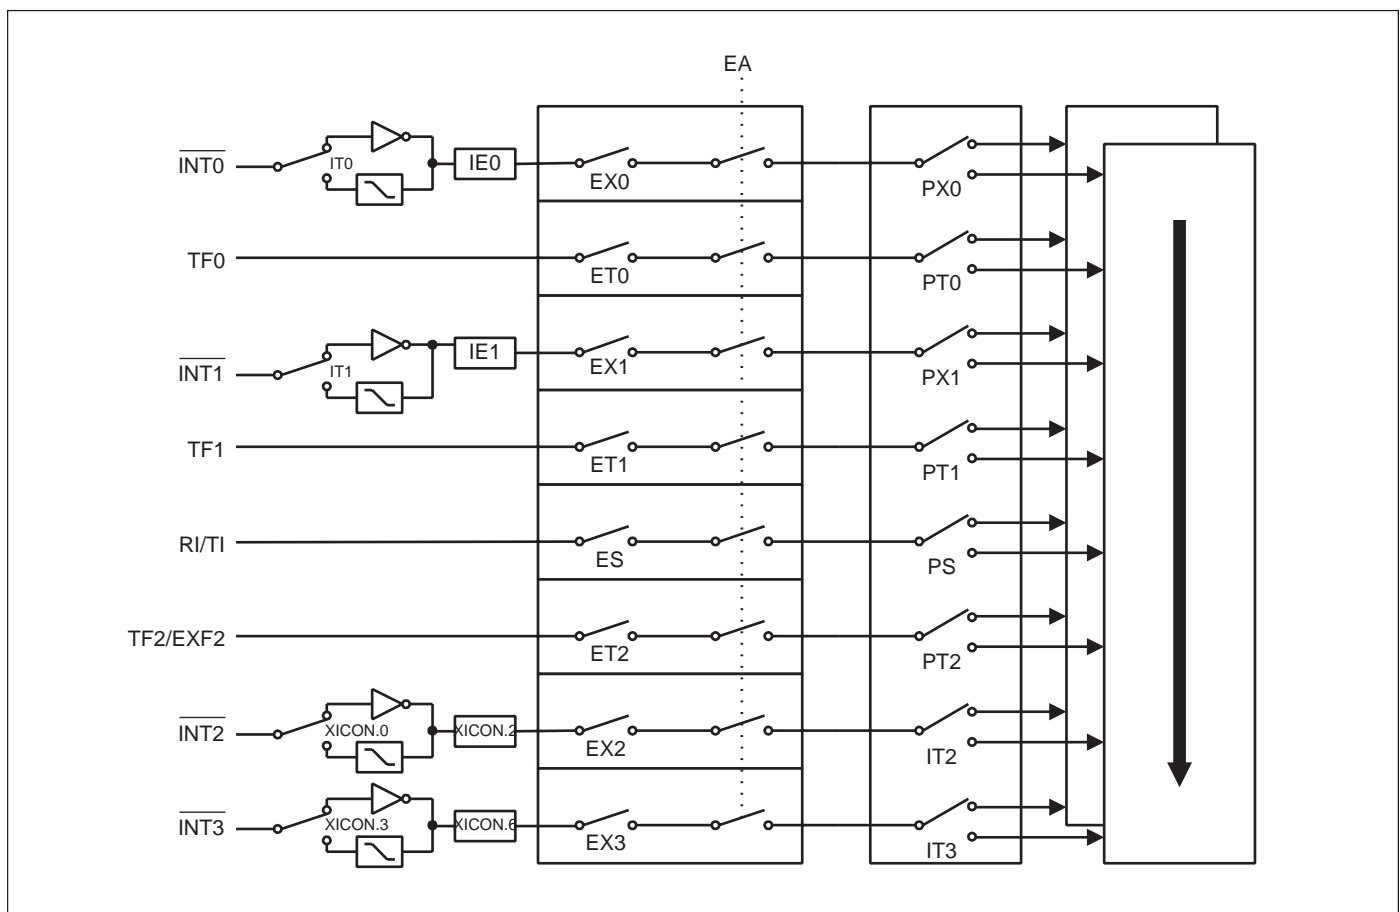 EA
INT0
IT0
IE0
EX0
PX0
TF0
ET0
PT0
INT1
IT1
IE1
EX1
PX1
TF1
ET1
PT1
RI/TI
ES
PS
TF2/EXF2
ET2
PT2
INT2
XICON.0
XICON.2
EX2
IT2
INT3
XICON.3
XICON.6
EX3
IT3